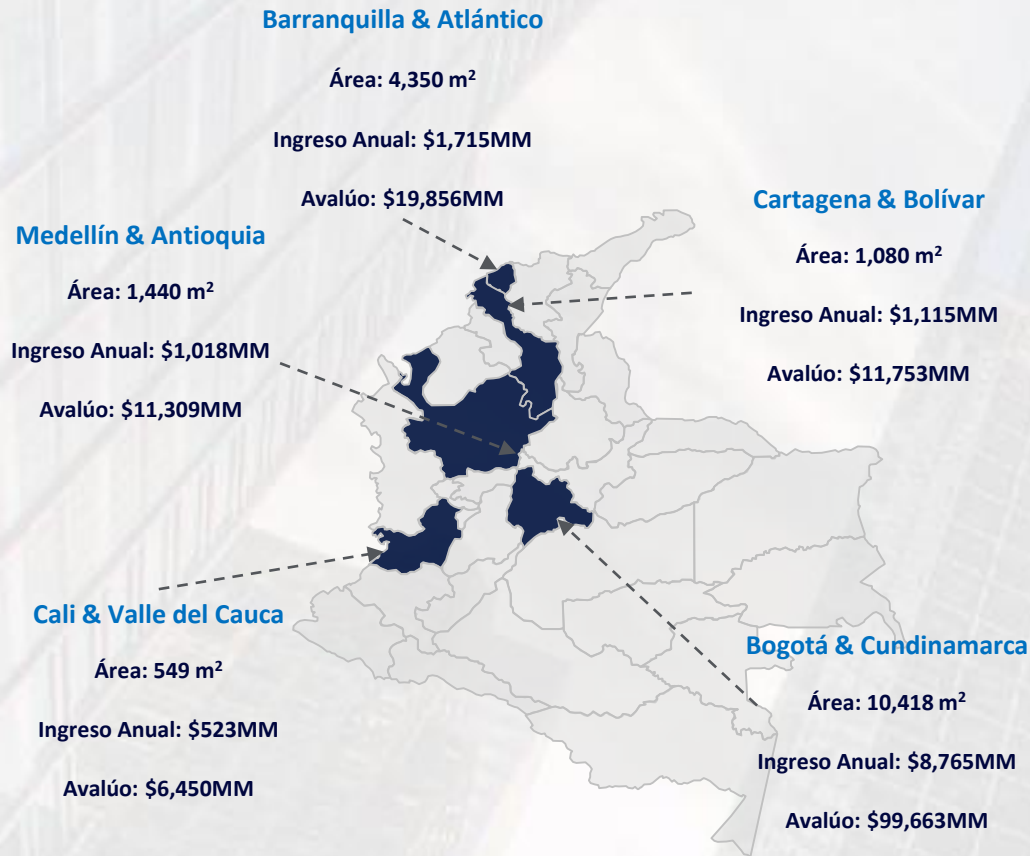 Barranquilla & Atlántico
Área: 4,350 m²
Ingreso Anual: $1,715MM
Avalúo: $19,856MM
Cartagena & Bolívar
Área: 1,080 m²
Ingreso Anual: $1,115MM
Avalúo: $11,753MM
Medellín & Antioquia
Área: 1,440 m²
Ingreso Anual: $1,018MM
Avalúo: $11,309MM
Cali & Valle del Cauca
Área: 549 m²
Ingreso Anual: $523MM
Avalúo: $6,450MM
Bogotá & Cundinamarca
Área: 10,418 m²
Ingreso Anual: $8,765MM
Avalúo: $99,663MM